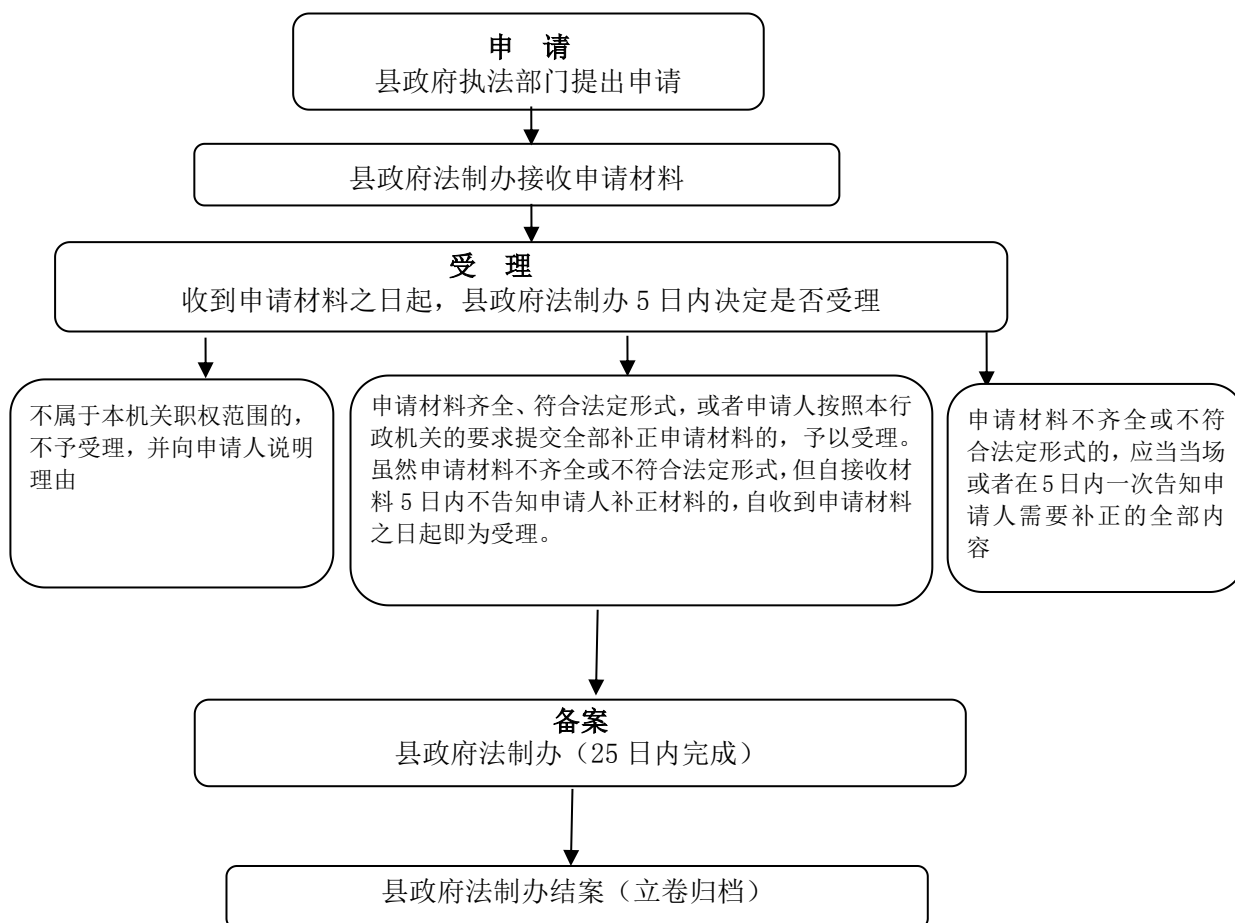 申 请
县政府执法部门提出申请
县政府法制办接收申请材料
受 理
收到申请材料之日起，县政府法制办 5 日内决定是否受理
不属于本机关职权范围的，
不予受理，并向申请人说明
理由
申请材料齐全、符合法定形式，或者申请人按照本行
政机关的要求提交全部补正申请材料的，予以受理。
虽然申请材料不齐全或不符合法定形式，但自接收材
料 5 日内不告知申请人补正材料的，自收到申请材料
之日起即为受理。
申请材料不齐全或不符
合法定形式的，应当当场
或者在 5 日内一次告知申
请人需要补正的全部内
容
备案
县政府法制办（25 日内完成）
县政府法制办结案（立卷归档）